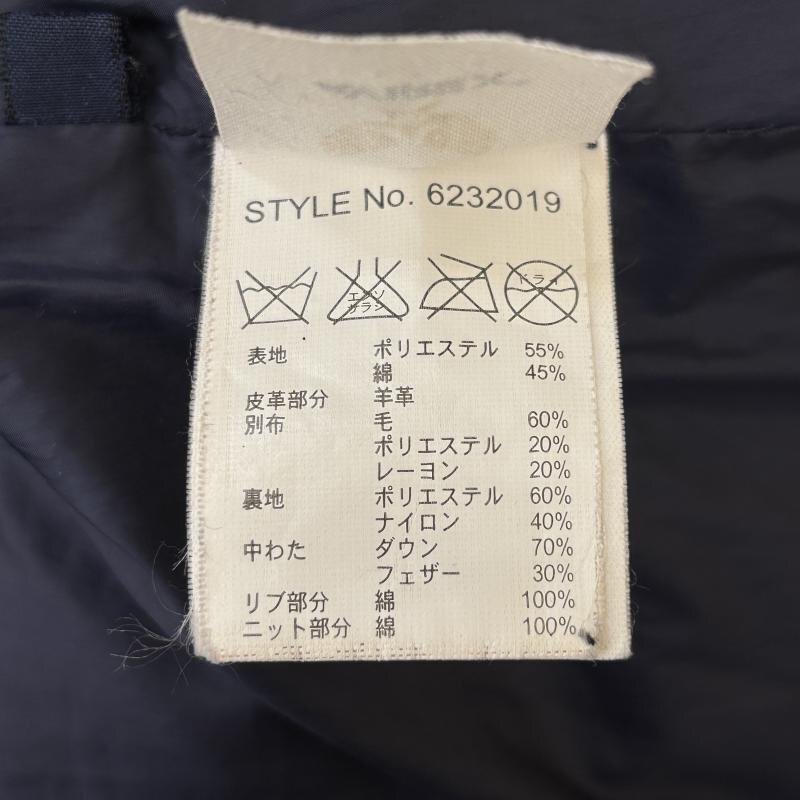 STYLE No. 6232019
エンソ サラシ ドライ
表地 ポリエステル 55%
綿 45%
皮革部分 羊革
別布 毛 60%
ポリエステル 20%
レーヨン 20%
裏地 ポリエステル 60%
ナイロン 40%
中わた ダウン 70%
フェザー 30%
リブ部分 綿 100%
ニット部分 綿 100%